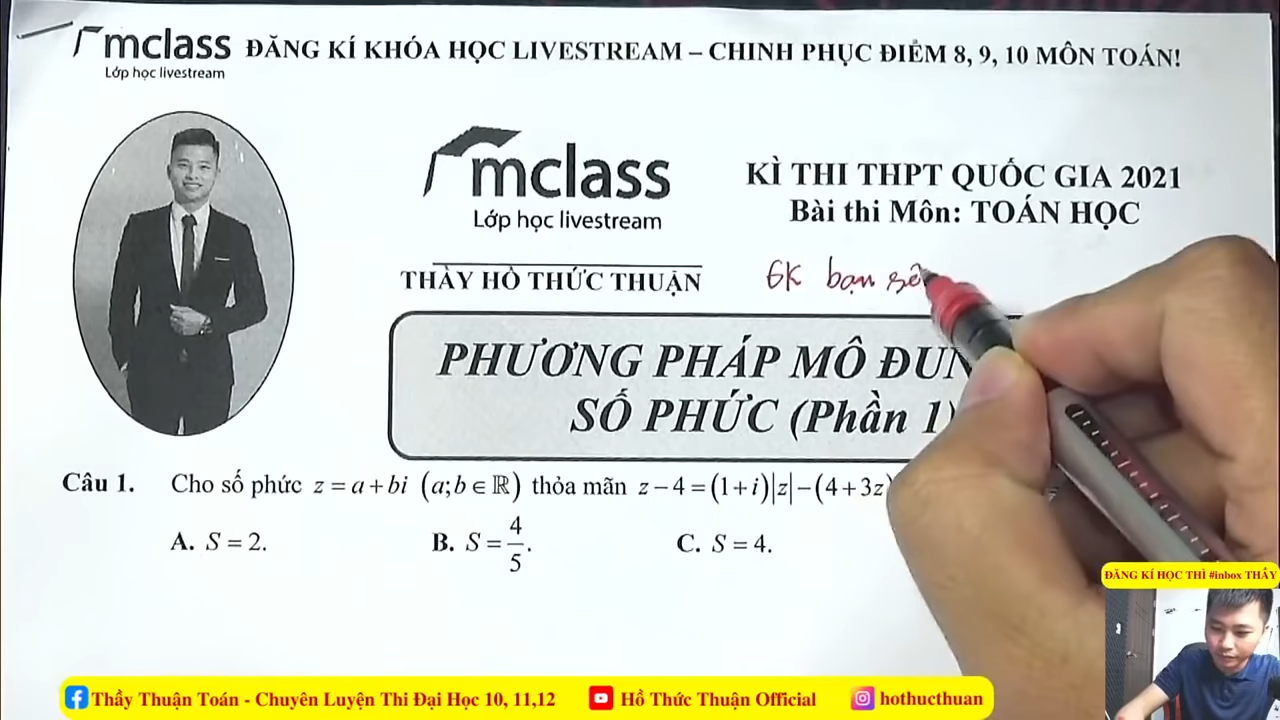 mclass ĐĂNG KÍ KHÓA HỌC LIVESTREAM – CHINH PHỤC ĐIỂM 8, 9, 10 MÔN TOÁN!
Lớp học livestream
mclass
Lớp học livestream
KÌ THI THPT QUỐC GIA 2021
Bài thi Môn: TOÁN HỌC
THẦY HỒ THỨC THUẬN
6K bạn số
PHƯƠNG PHÁP MÔ ĐUN
SỐ PHỨC (Phần 1)
Câu 1. Cho số phức z = a + bi (a; b ∈ ℝ) thỏa mãn z − 4 = (1 + i)|z| − (4 + 3z)
A. S = 2. B. S = 4/5. C. S = 4.
ĐĂNG KÍ HỌC THÌ #inbox THẦY
Thầy Thuận Toán - Chuyên Luyện Thi Đại Học 10, 11,12 Hồ Thức Thuận Official hothucthuan